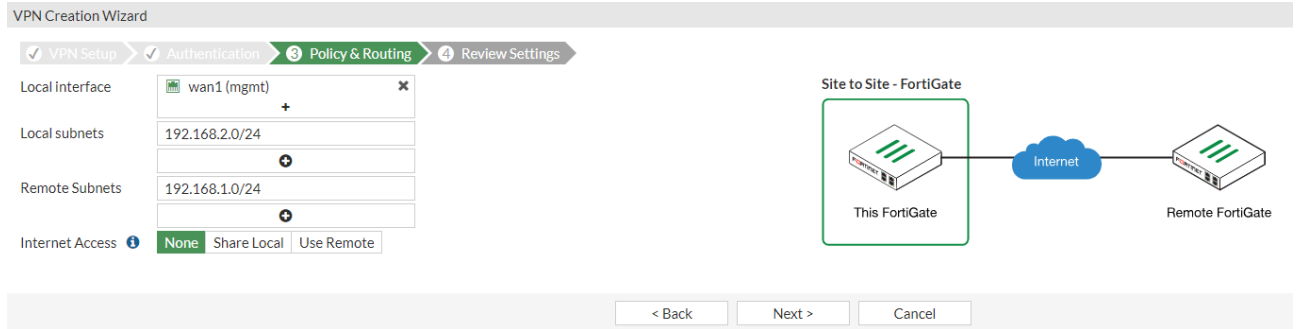 VPN Creation Wizard
VPN Setup Authentication 3 Policy & Routing 4 Review Settings
Local interface wan1 (mgmt)
Local subnets 192.168.2.0/24
Remote Subnets 192.168.1.0/24
Internet Access None Share Local Use Remote
Site to Site - FortiGate
FORTINET Internet FORTINET
This FortiGate Remote FortiGate
< Back Next > Cancel